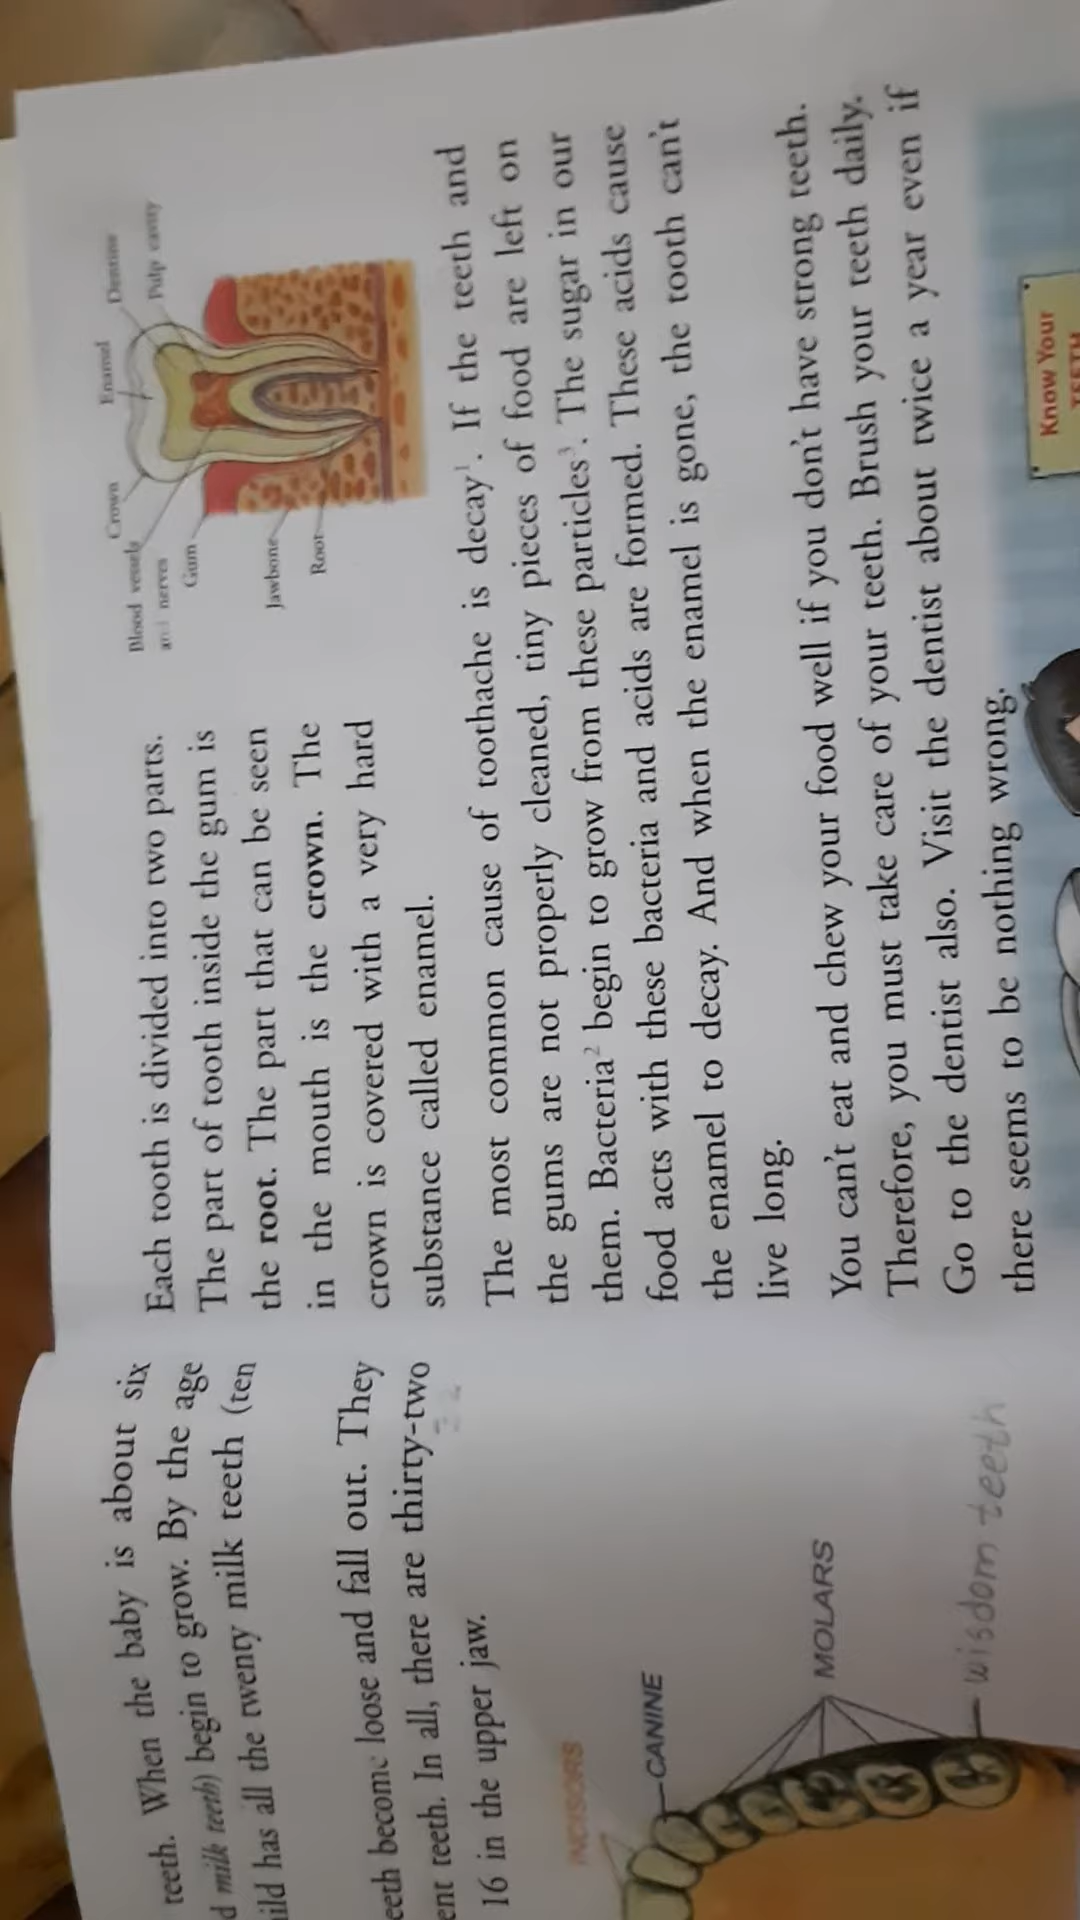 teeth. When the baby is about six
milk teeth) begin to grow. By the age
has all the twenty milk teeth (ten
become loose and fall out. They
teeth. In all, there are thirty-two
32
16 in the upper jaw.
INCISORS
CANINE
MOLARS
wisdom teeth
Each tooth is divided into two parts.
The part of tooth inside the gum is
the root. The part that can be seen
in the mouth is the crown. The
crown is covered with a very hard
substance called enamel.
Blood vessels
and nerves
Crown
Enamel
Dentine
Pulp cavity
Gum
Jawbone
Root
The most common cause of toothache is decay¹. If the teeth and
the gums are not properly cleaned, tiny pieces of food are left on
them. Bacteria² begin to grow from these particles³. The sugar in our
food acts with these bacteria and acids are formed. These acids cause
the enamel to decay. And when the enamel is gone, the tooth can't
live long.
You can't eat and chew your food well if you don't have strong teeth.
Therefore, you must take care of your teeth. Brush your teeth daily.
Go to the dentist also. Visit the dentist about twice a year even if
there seems to be nothing wrong.
Know Your
TEETH